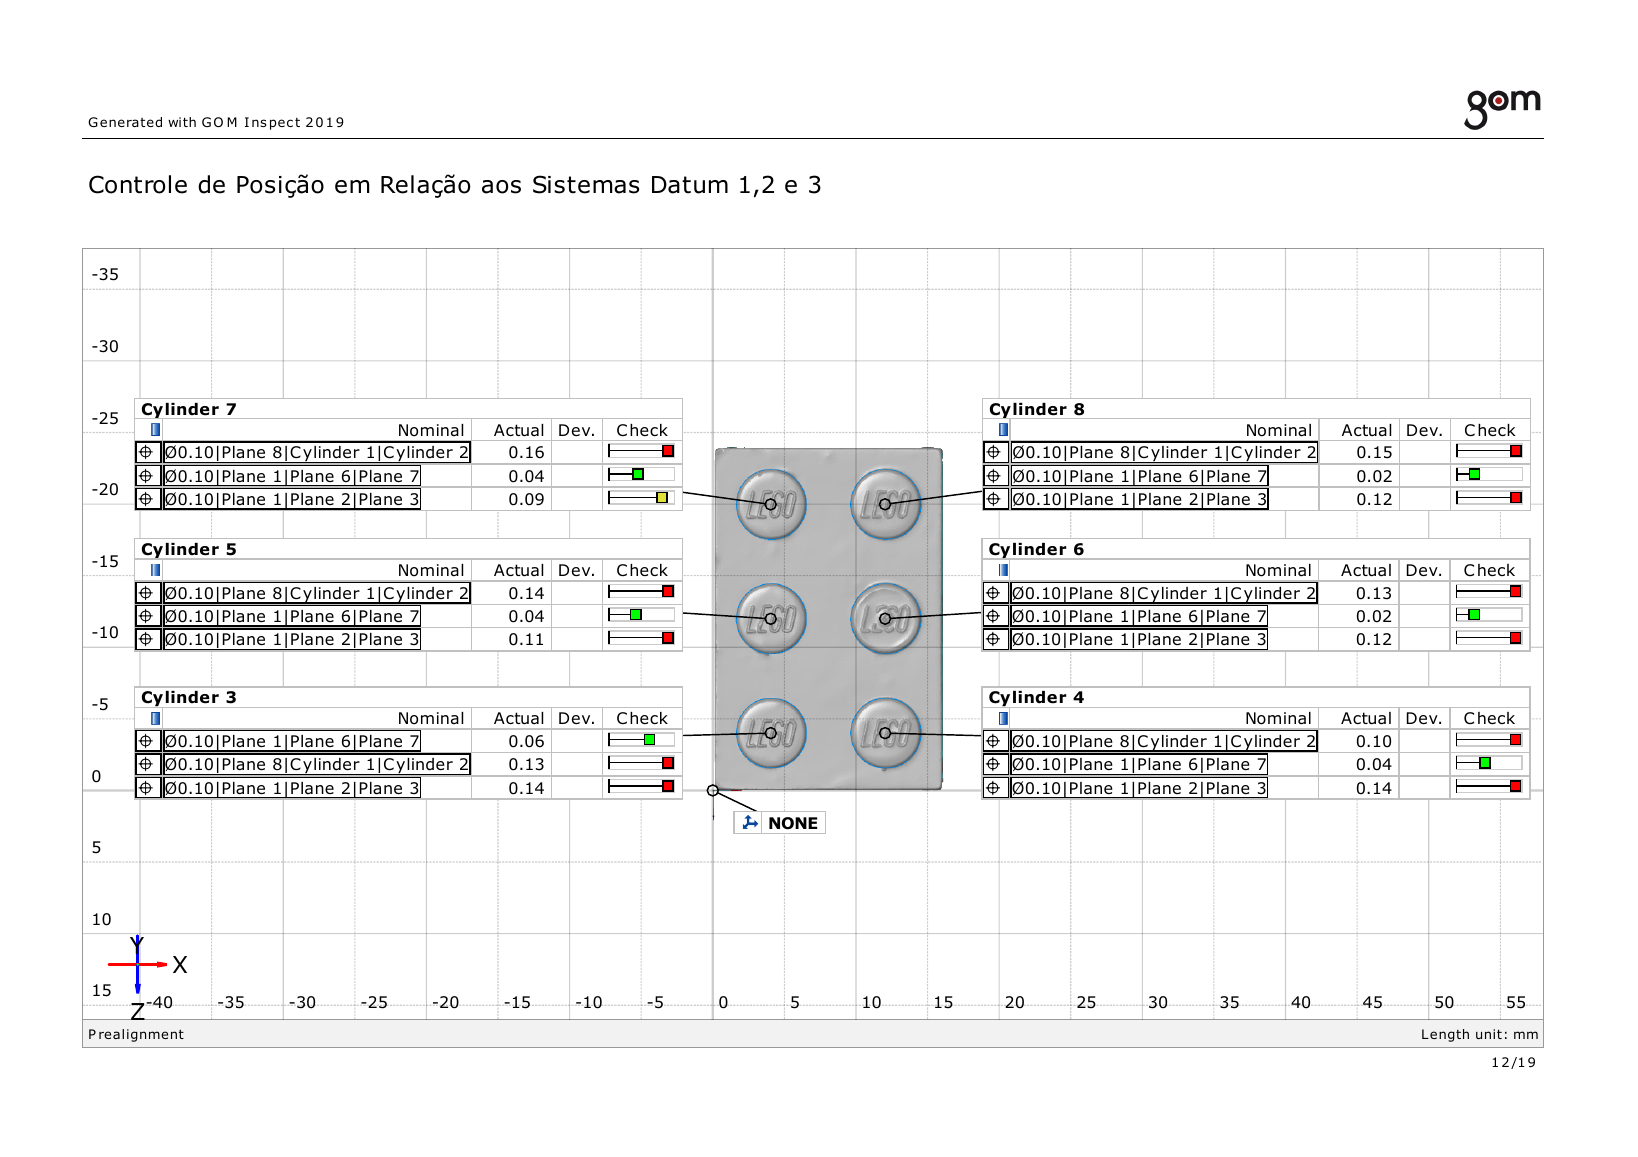 gom
Generated with GOM Inspect 2019
Controle de Posição em Relação aos Sistemas Datum 1,2 e 3
-35
-30
-25
-20
-15
-10
-5
0
5
10
15
Cylinder 7
Nominal Actual Dev. Check
Ø0.10|Plane 8|Cylinder 1|Cylinder 2 0.16
Ø0.10|Plane 1|Plane 6|Plane 7 0.04
Ø0.10|Plane 1|Plane 2|Plane 3 0.09
Cylinder 8
Nominal Actual Dev. Check
Ø0.10|Plane 8|Cylinder 1|Cylinder 2 0.15
Ø0.10|Plane 1|Plane 6|Plane 7 0.02
Ø0.10|Plane 1|Plane 2|Plane 3 0.12
LEGO LEGO
Cylinder 5
Nominal Actual Dev. Check
Ø0.10|Plane 8|Cylinder 1|Cylinder 2 0.14
Ø0.10|Plane 1|Plane 6|Plane 7 0.04
Ø0.10|Plane 1|Plane 2|Plane 3 0.11
Cylinder 6
Nominal Actual Dev. Check
Ø0.10|Plane 8|Cylinder 1|Cylinder 2 0.13
Ø0.10|Plane 1|Plane 6|Plane 7 0.02
Ø0.10|Plane 1|Plane 2|Plane 3 0.12
LEGO LEGO
Cylinder 3
Nominal Actual Dev. Check
Ø0.10|Plane 1|Plane 6|Plane 7 0.06
Ø0.10|Plane 8|Cylinder 1|Cylinder 2 0.13
Ø0.10|Plane 1|Plane 2|Plane 3 0.14
Cylinder 4
Nominal Actual Dev. Check
Ø0.10|Plane 8|Cylinder 1|Cylinder 2 0.10
Ø0.10|Plane 1|Plane 6|Plane 7 0.04
Ø0.10|Plane 1|Plane 2|Plane 3 0.14
LEGO LEGO
NONE
Y
X
Z
-40 -35 -30 -25 -20 -15 -10 -5 0 5 10 15 20 25 30 35 40 45 50 55
Prealignment Length unit: mm
12/19